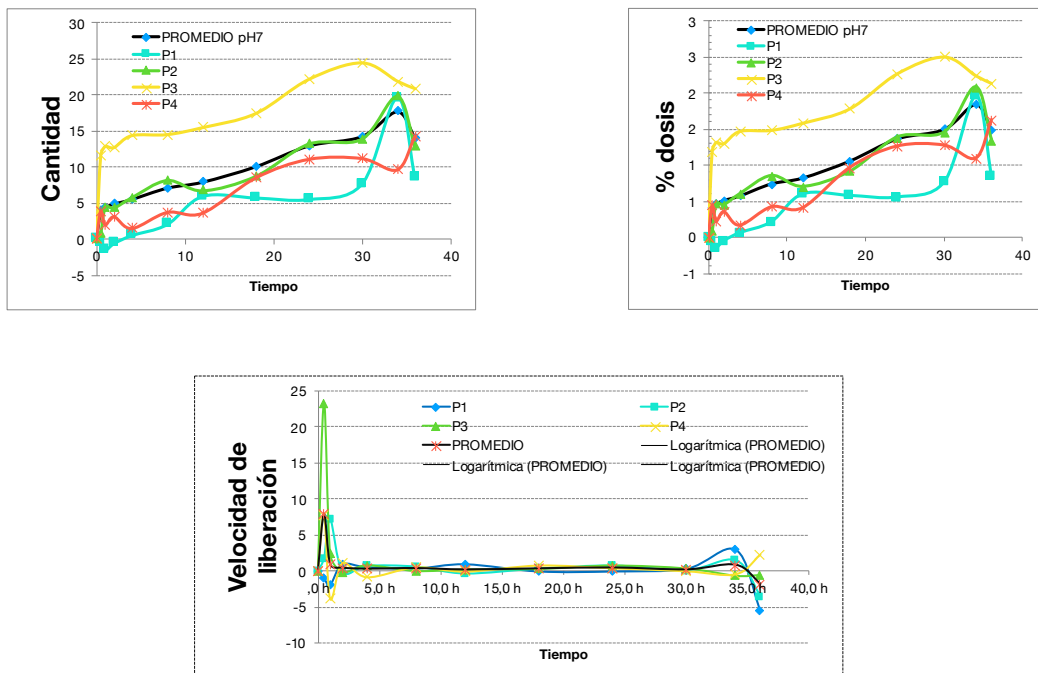 30
25
20
15
10
5
0
-5
Cantidad
PROMEDIO pH7
P1
P2
P3
P4
0
10
20
30
40
Tiempo
3
3
2
2
1
1
0
-1
% dosis
PROMEDIO pH7
P1
P2
P3
P4
0
10
20
30
40
Tiempo
25
20
15
10
5
0
-5
-10
Velocidad de
liberación
P1 P2
P3 P4
PROMEDIO Logarítmica (PROMEDIO)
Logarítmica (PROMEDIO) Logarítmica (PROMEDIO)
,0 h 5,0 h 10,0 h 15,0 h 20,0 h 25,0 h 30,0 h 35,0 h 40,0 h
Tiempo